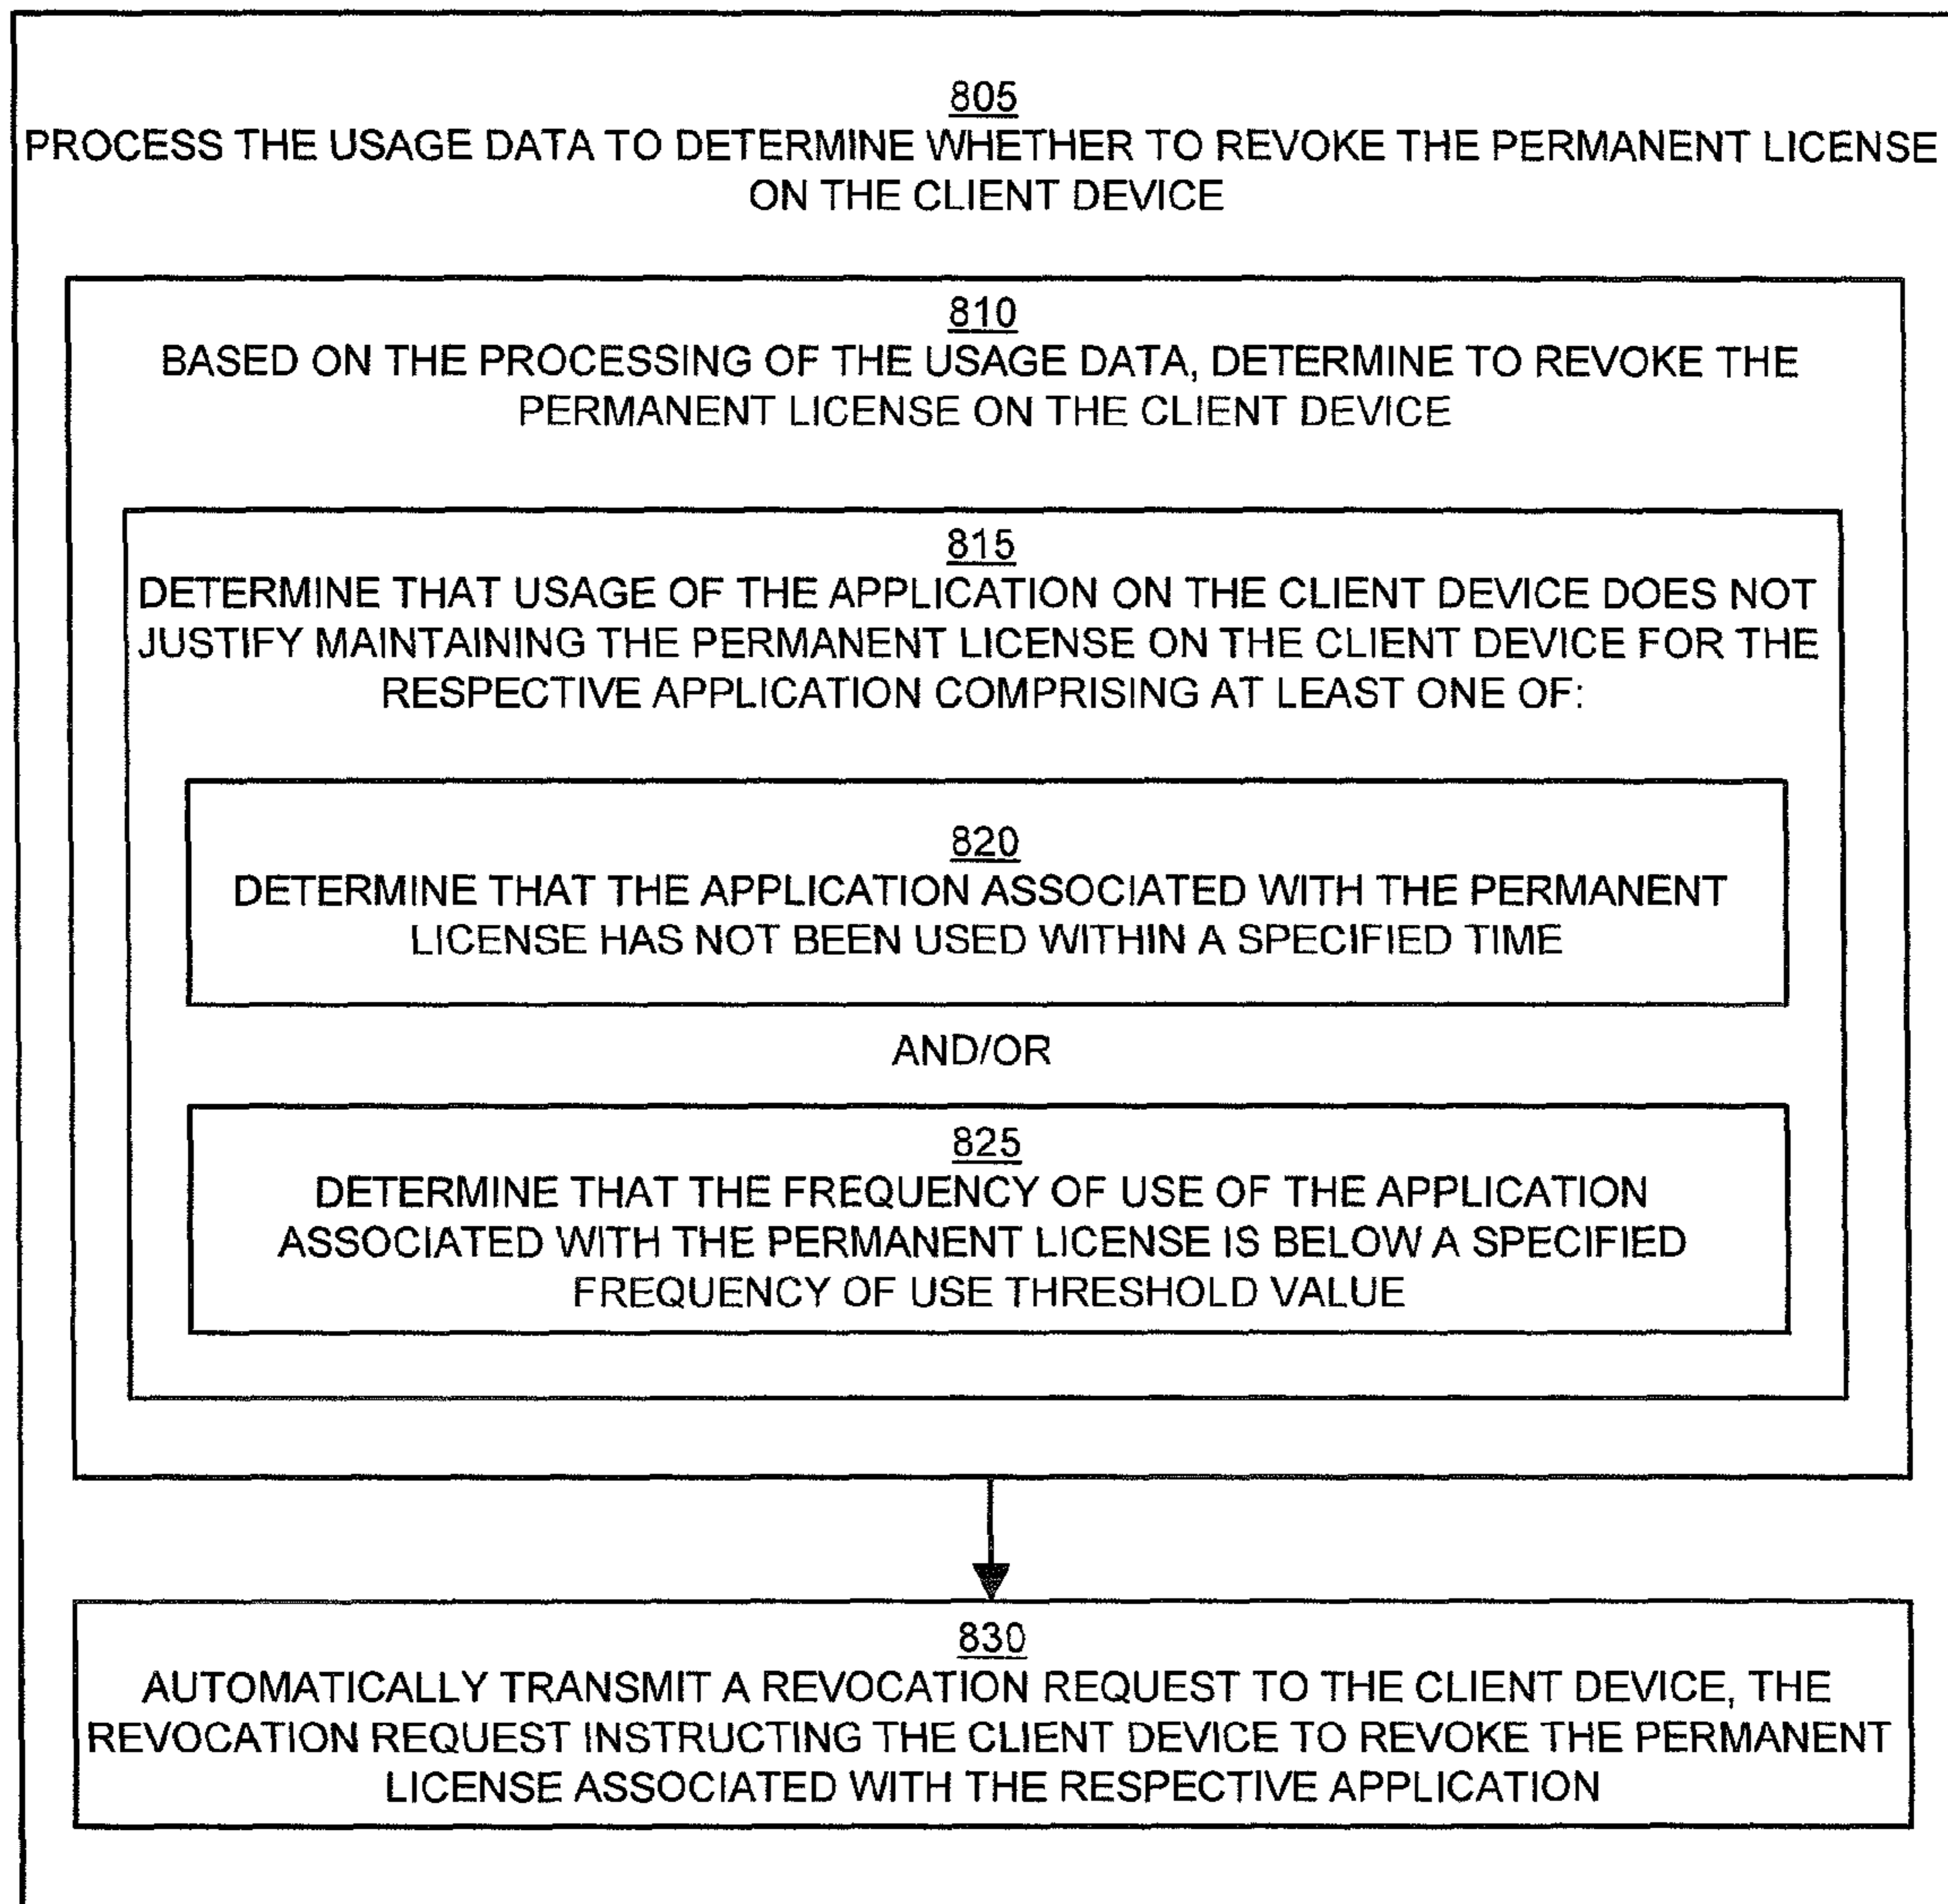 805
PROCESS THE USAGE DATA TO DETERMINE WHETHER TO REVOKE THE PERMANENT LICENSE
ON THE CLIENT DEVICE
810
BASED ON THE PROCESSING OF THE USAGE DATA, DETERMINE TO REVOKE THE
PERMANENT LICENSE ON THE CLIENT DEVICE
815
DETERMINE THAT USAGE OF THE APPLICATION ON THE CLIENT DEVICE DOES NOT
JUSTIFY MAINTAINING THE PERMANENT LICENSE ON THE CLIENT DEVICE FOR THE
RESPECTIVE APPLICATION COMPRISING AT LEAST ONE OF:
820
DETERMINE THAT THE APPLICATION ASSOCIATED WITH THE PERMANENT
LICENSE HAS NOT BEEN USED WITHIN A SPECIFIED TIME
AND/OR
825
DETERMINE THAT THE FREQUENCY OF USE OF THE APPLICATION
ASSOCIATED WITH THE PERMANENT LICENSE IS BELOW A SPECIFIED
FREQUENCY OF USE THRESHOLD VALUE
830
AUTOMATICALLY TRANSMIT A REVOCATION REQUEST TO THE CLIENT DEVICE, THE
REVOCATION REQUEST INSTRUCTING THE CLIENT DEVICE TO REVOKE THE PERMANENT
LICENSE ASSOCIATED WITH THE RESPECTIVE APPLICATION